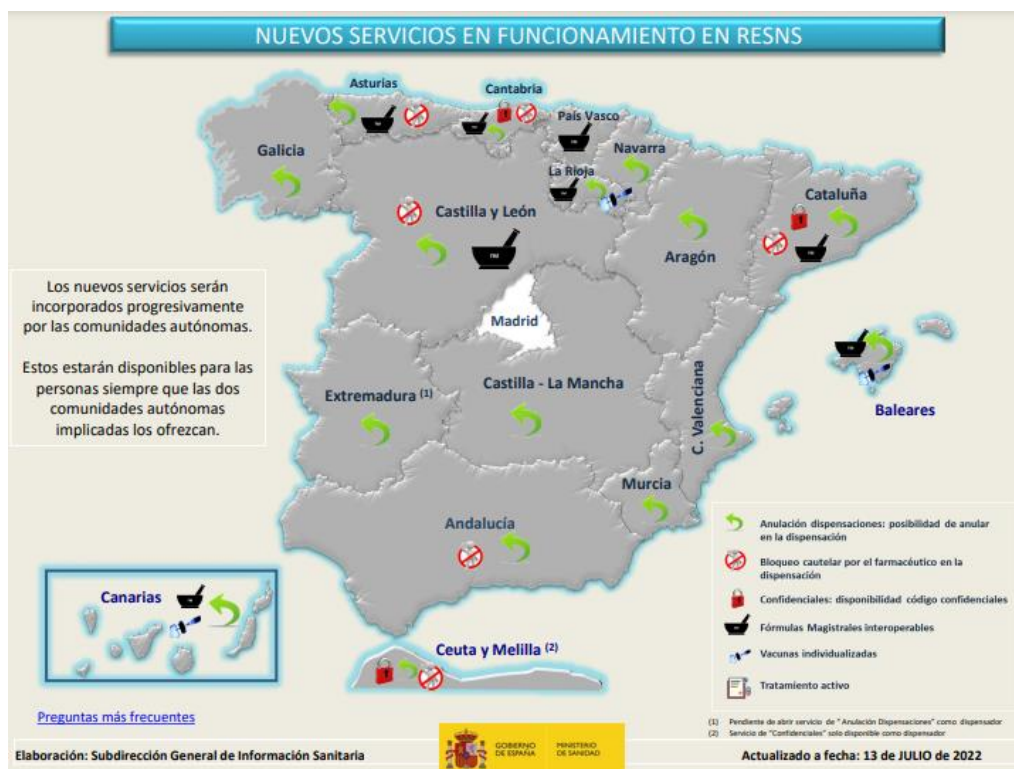 NUEVOS SERVICIOS EN FUNCIONAMIENTO EN RESNS
Asturias
Cantabria
País Vasco
Galicia
Navarra
La Rioja
Cataluña
Castilla y León
Aragón
Los nuevos servicios serán
incorporados progresivamente
por las comunidades autónomas.
Estos estarán disponibles para las
personas siempre que las dos
comunidades autónomas
implicadas los ofrezcan.
Madrid
Castilla - La Mancha
Extremadura (1)
C. Valenciana
Baleares
Murcia
Andalucía
Canarias
Ceuta y Melilla (2)
Anulación dispensaciones: posibilidad de anular
en la dispensación
Bloqueo cautelar por el farmacéutico en la
dispensación
Confidenciales: disponibilidad código confidenciales
Fórmulas Magistrales interoperables
Vacunas individualizadas
Tratamiento activo
Preguntas más frecuentes
(1) Pendiente de abrir servicio de " Anulación Dispensaciones" como dispensador
(2) Servicio de "Confidenciales" solo disponible como dispensador
Elaboración: Subdirección General de Información Sanitaria
GOBIERNO
DE ESPAÑA
MINISTERIO
DE SANIDAD
Actualizado a fecha: 13 de JULIO de 2022